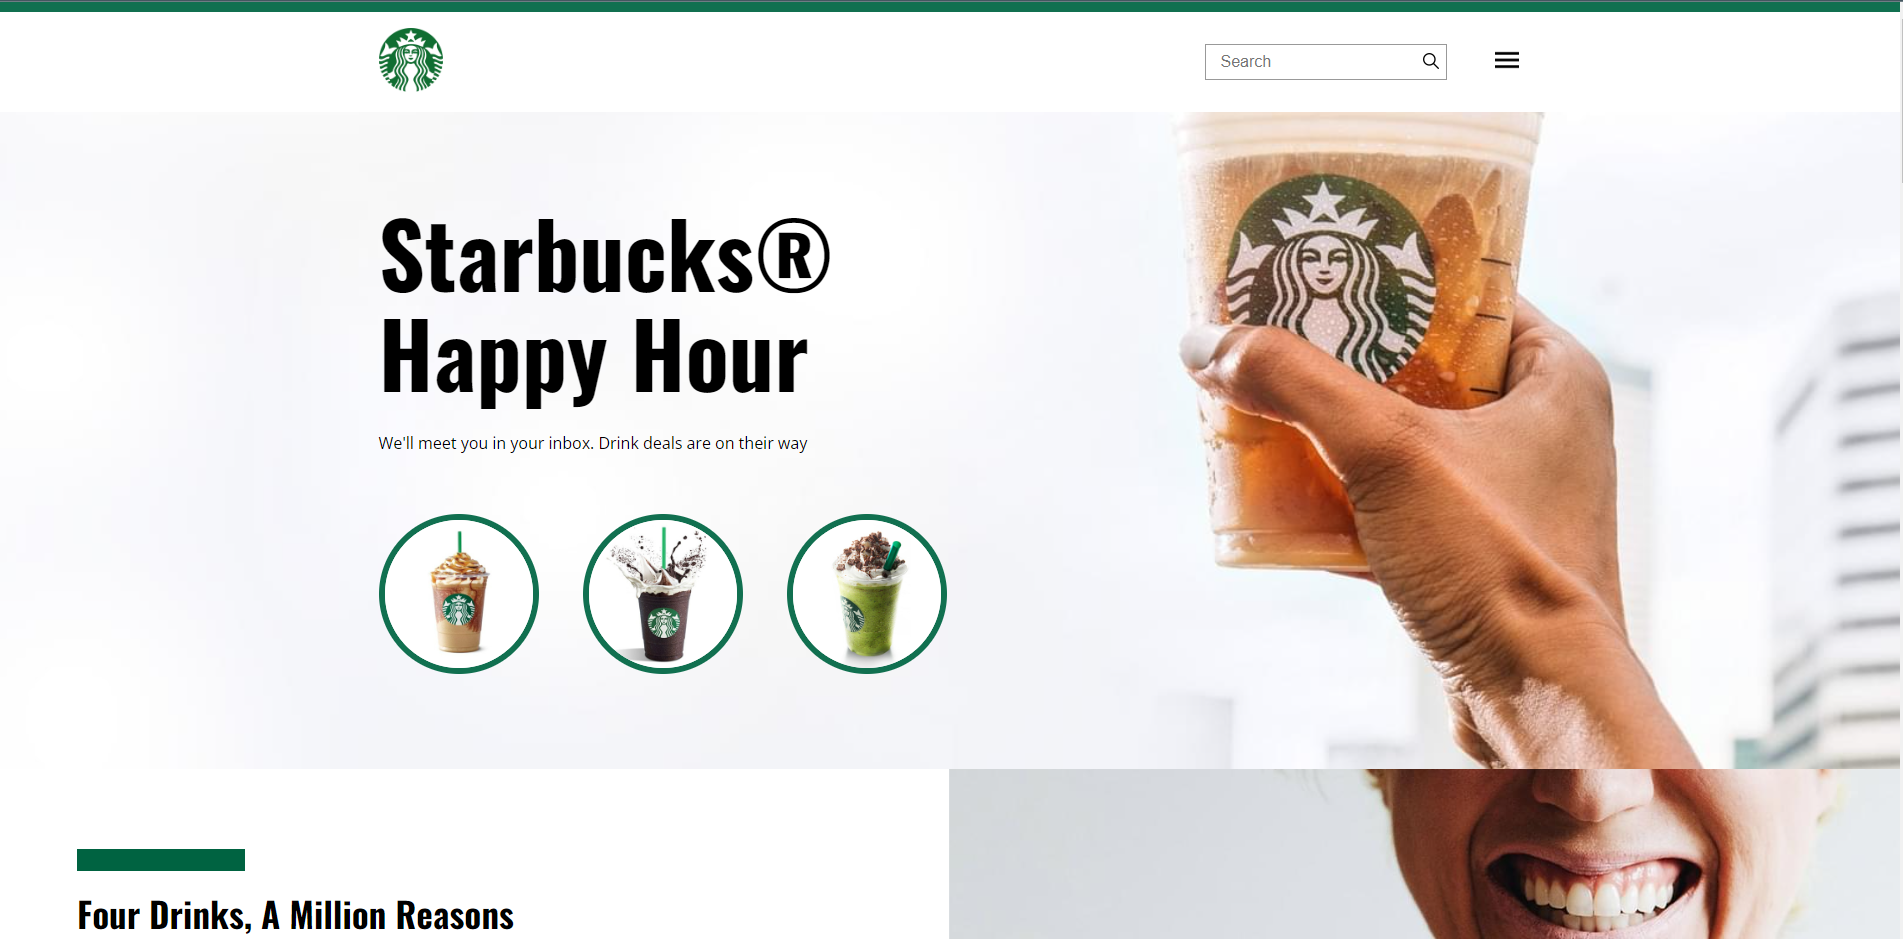 Search
Starbucks®
Happy Hour
We'll meet you in your inbox. Drink deals are on their way
Four Drinks, A Million Reasons